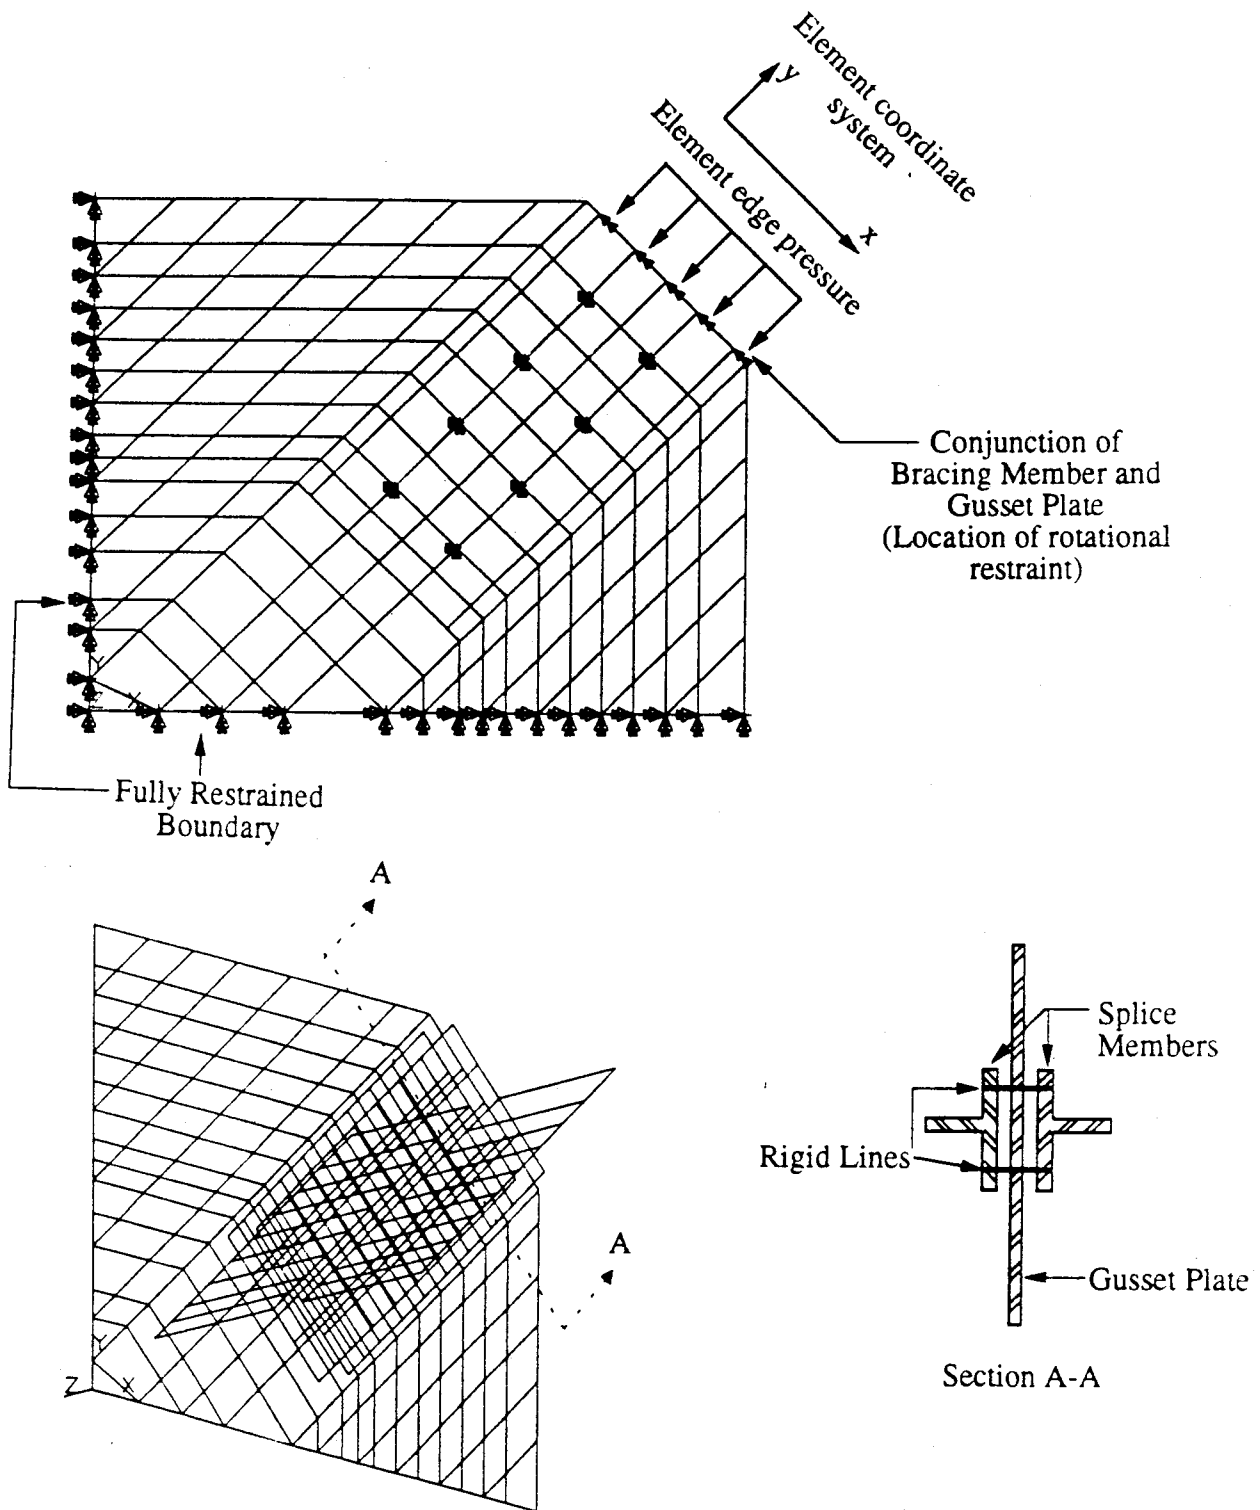 Element coordinate
system
y
x
Element edge pressure
Conjunction of
Bracing Member and
Gusset Plate
(Location of rotational
restraint)
Y
Z
X
Fully Restrained
Boundary
A
A
Splice
Members
Rigid Lines
Gusset Plate
Section A-A
Y
Z
X